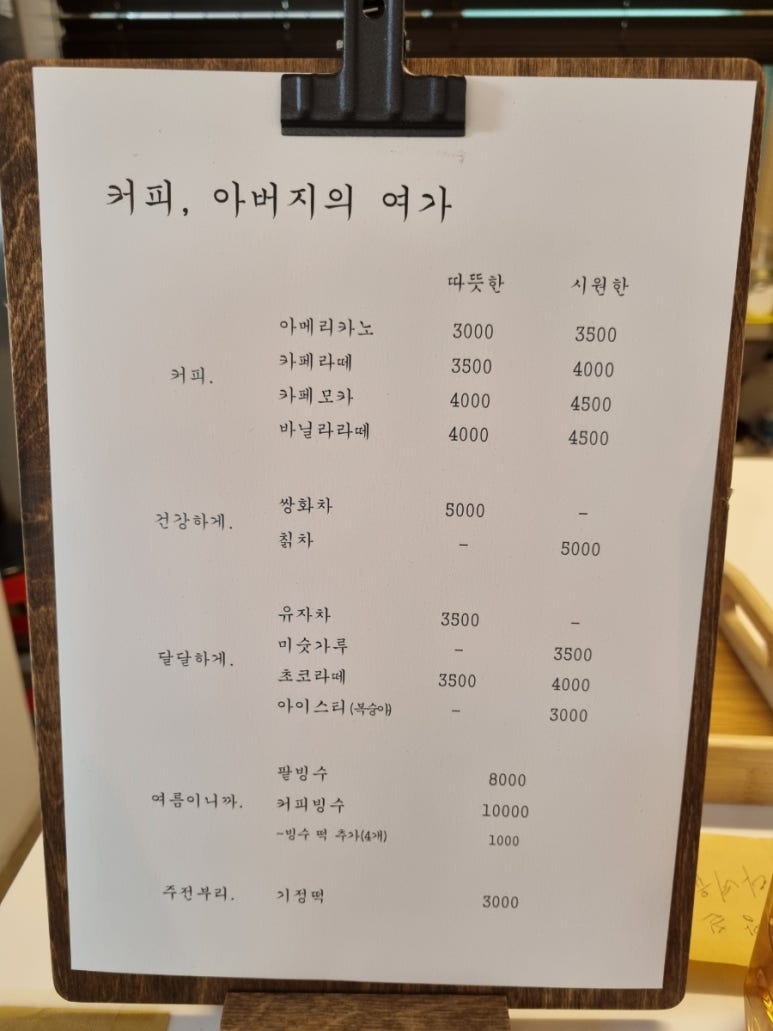 커피, 아버지의 여가
따뜻한 시원한
커피.
아메리카노 3000 3500
카페라떼 3500 4000
카페모카 4000 4500
바닐라라떼 4000 4500
건강하게.
쌍화차 5000 –
칡차 – 5000
달달하게.
유자차 3500 –
미숫가루 – 3500
초코라떼 3500 4000
아이스티(복숭아) – 3000
여름이니까.
팥빙수 8000
커피빙수 10000
-빙수 떡 추가(4개) 1000
주전부리.
기정떡 3000